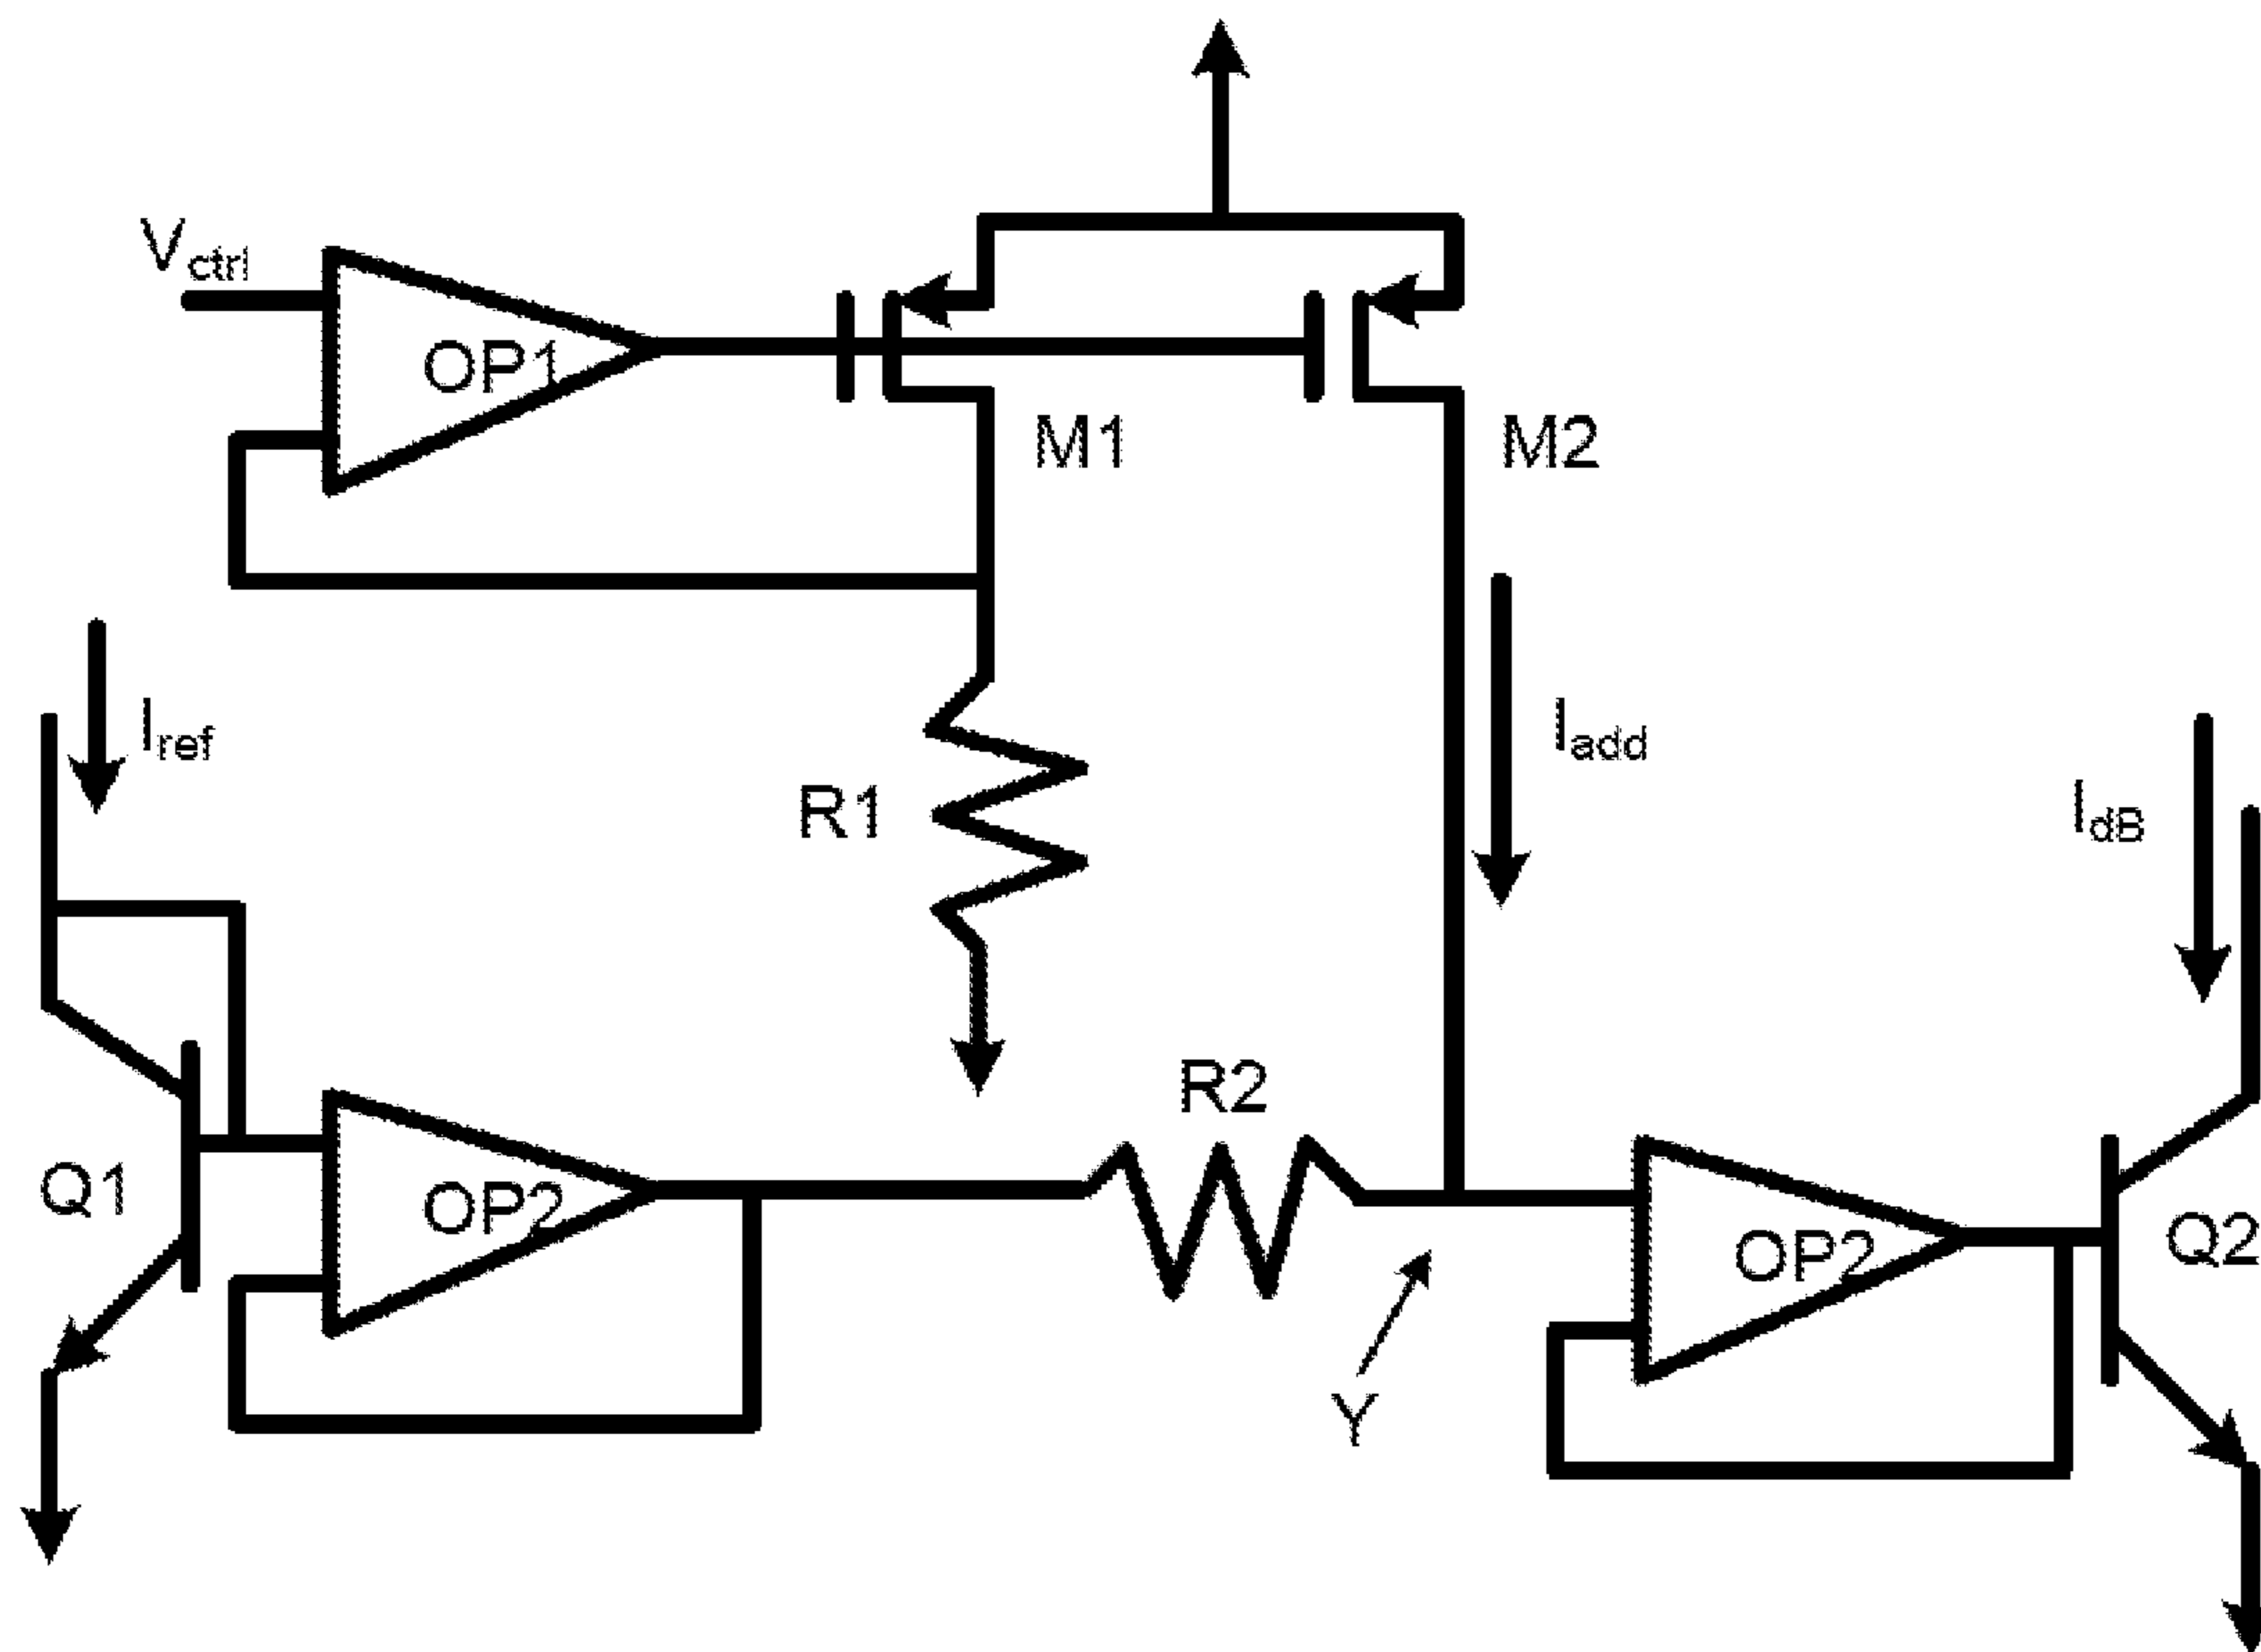 Vctrl
OP1
M1
M2
Iref
Iadd
R1
IdB
R2
Q1
OP2
OP2
Q2
Y